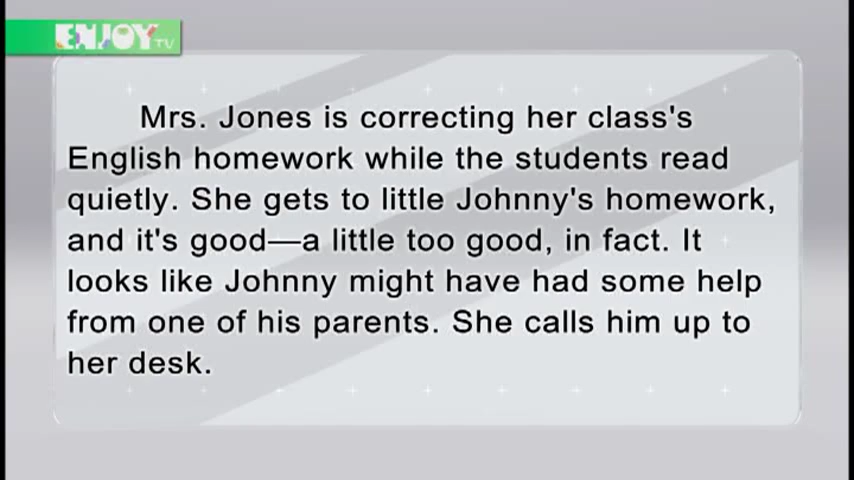 ENJOY TV
Mrs. Jones is correcting her class's
English homework while the students read
quietly. She gets to little Johnny's homework,
and it's good—a little too good, in fact. It
looks like Johnny might have had some help
from one of his parents. She calls him up to
her desk.